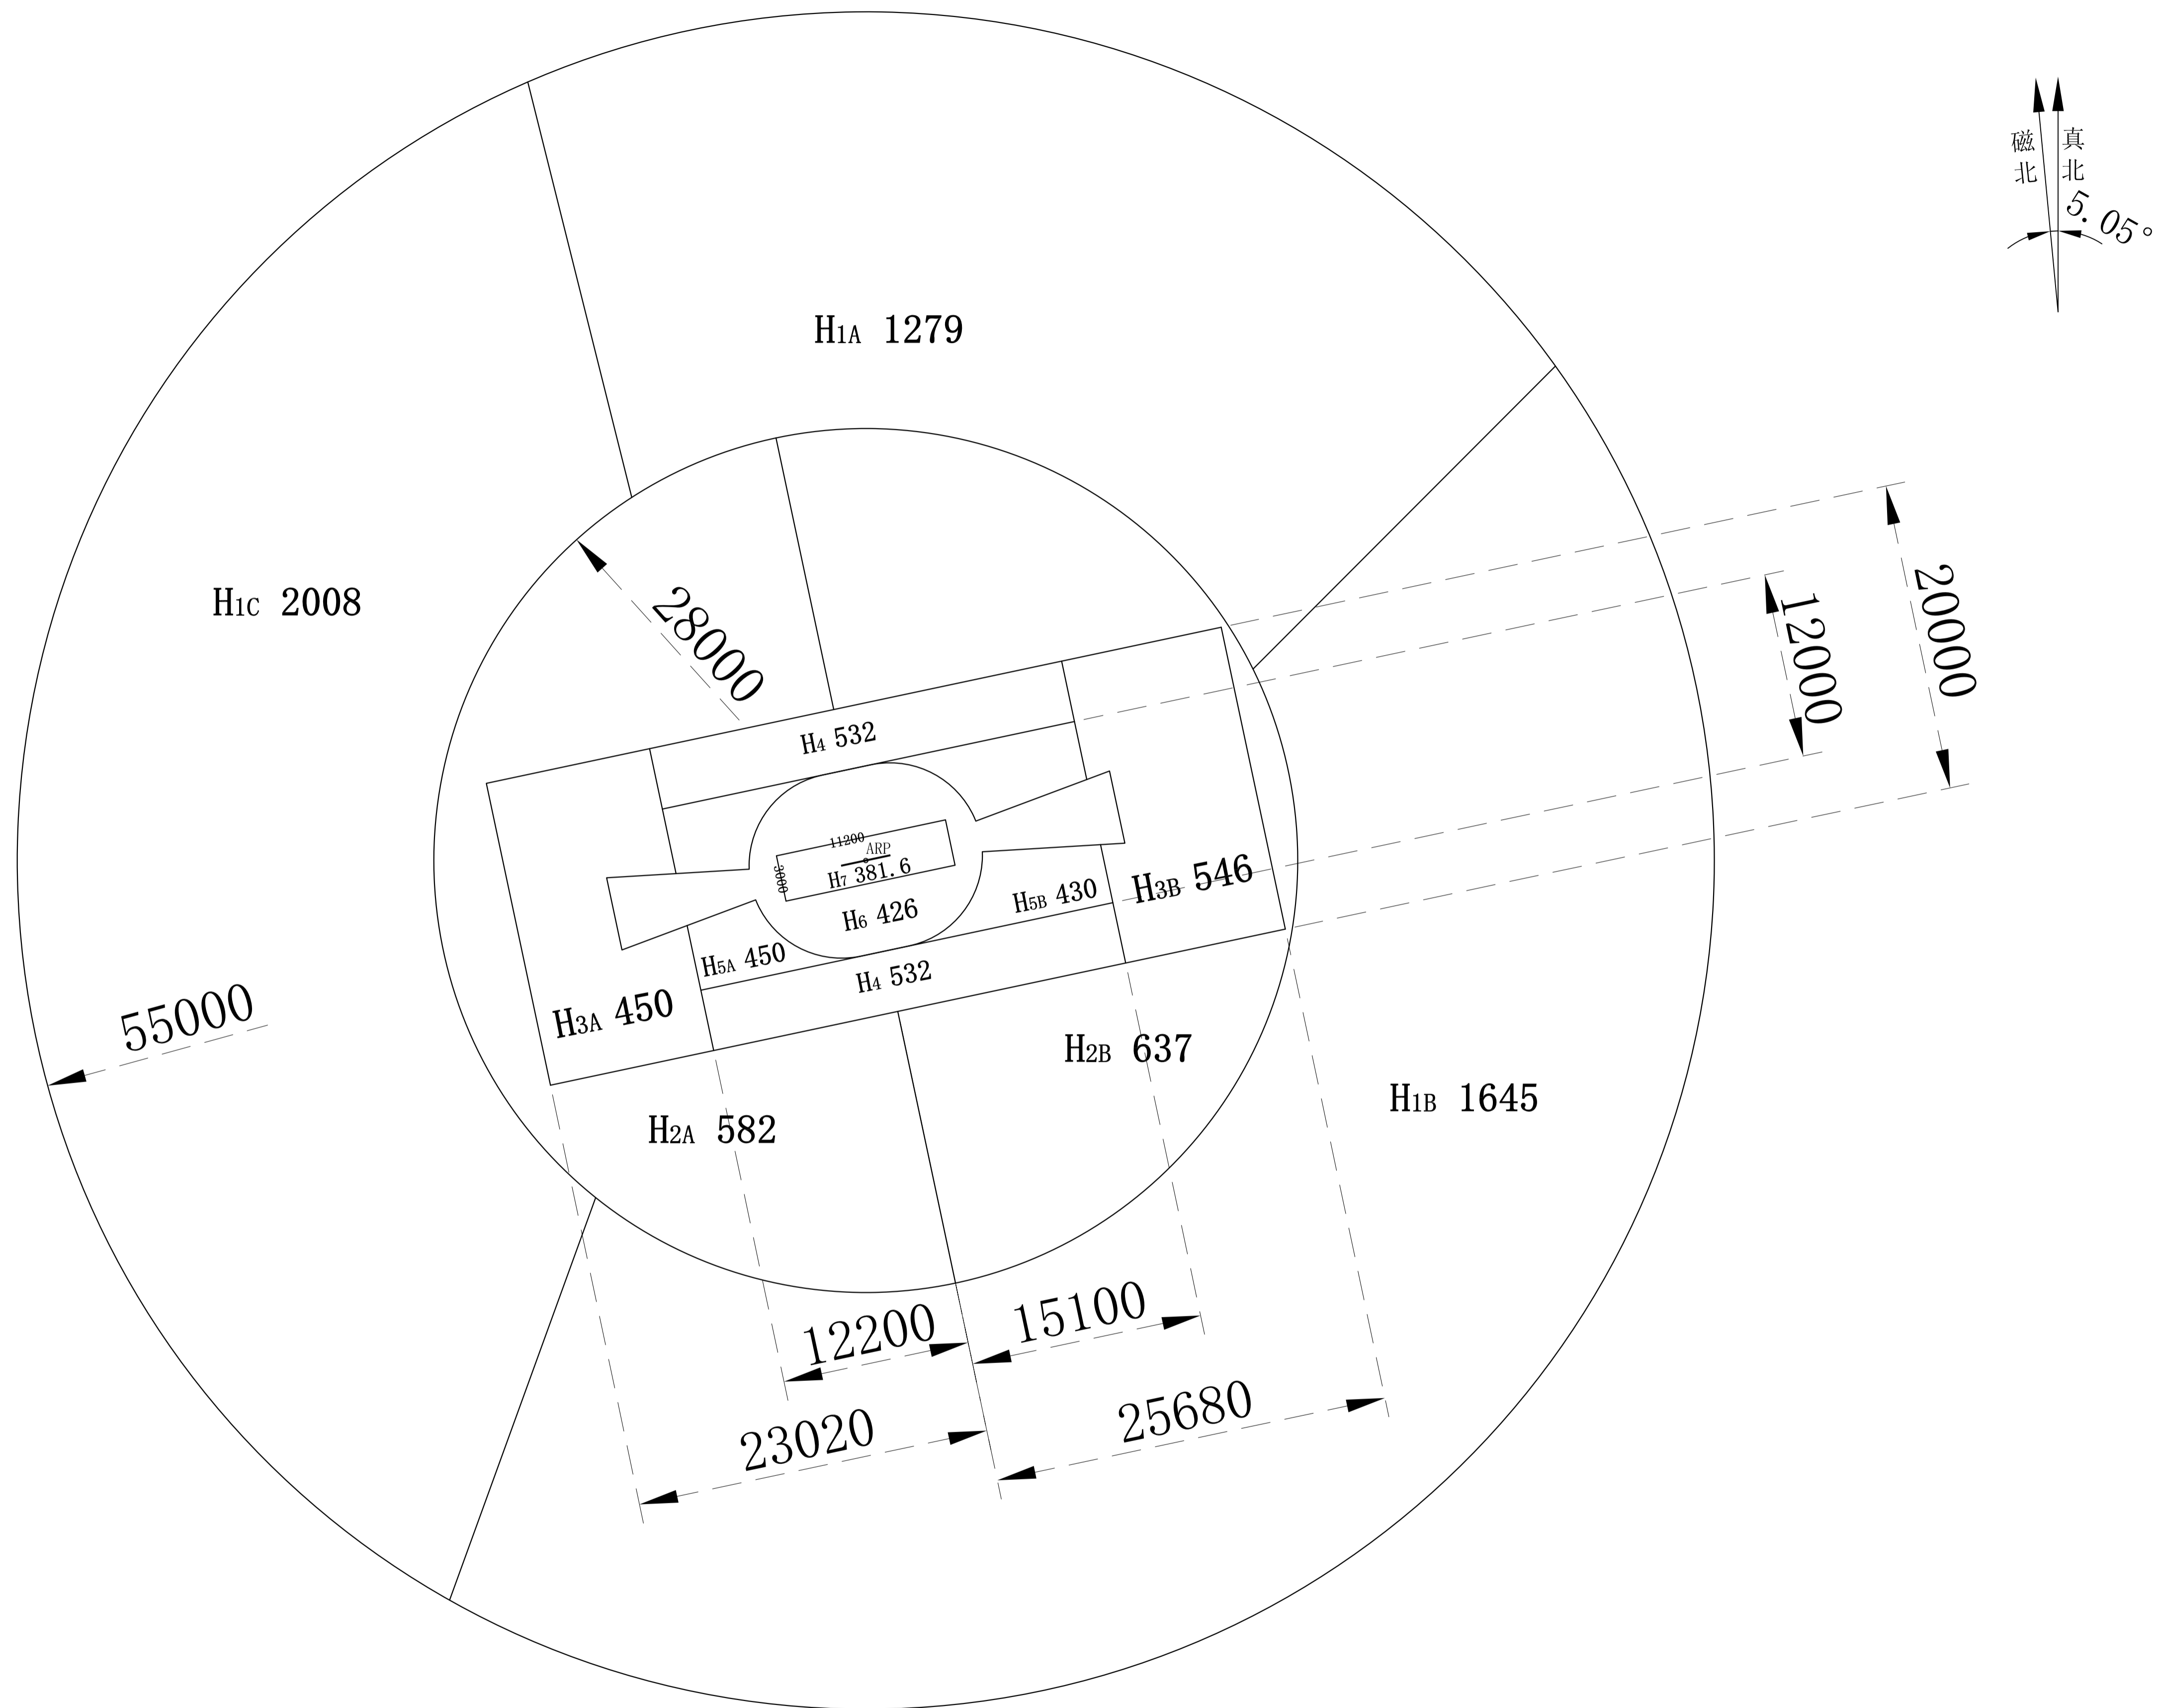 磁北
真北
5.05°
H1A 1279
H1C 2008
28000
20000
12000
H4 532
11200
ARP
3000
H7 381.6
H6 426
H5B 430
H3B 546
H5A 450
H4 532
H3A 450
55000
H2B 637
H1B 1645
H2A 582
12200
15100
23020
25680